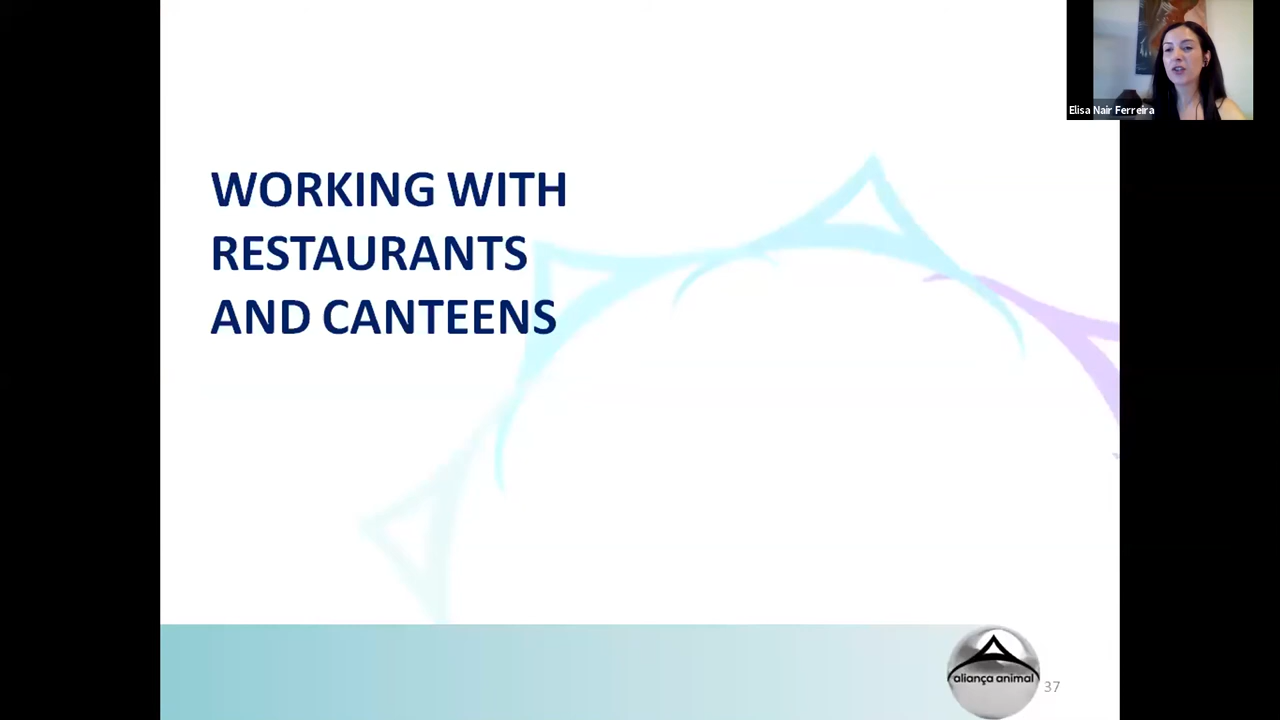 Elisa Nair Ferreira
WORKING WITH
RESTAURANTS
AND CANTEENS
aliança animal
37